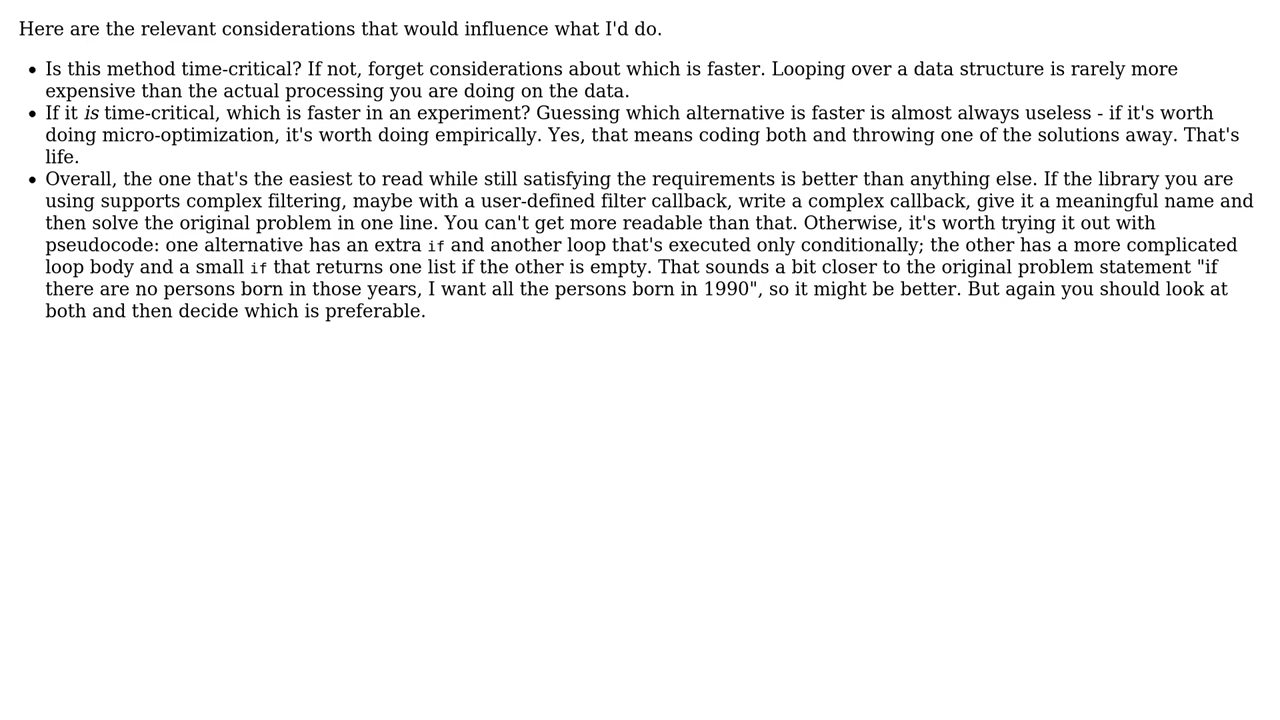 Here are the relevant considerations that would influence what I'd do.
• Is this method time-critical? If not, forget considerations about which is faster. Looping over a data structure is rarely more
expensive than the actual processing you are doing on the data.
• If it is time-critical, which is faster in an experiment? Guessing which alternative is faster is almost always useless - if it's worth
doing micro-optimization, it's worth doing empirically. Yes, that means coding both and throwing one of the solutions away. That's
life.
• Overall, the one that's the easiest to read while still satisfying the requirements is better than anything else. If the library you are
using supports complex filtering, maybe with a user-defined filter callback, write a complex callback, give it a meaningful name and
then solve the original problem in one line. You can't get more readable than that. Otherwise, it's worth trying it out with
pseudocode: one alternative has an extra if and another loop that's executed only conditionally; the other has a more complicated
loop body and a small if that returns one list if the other is empty. That sounds a bit closer to the original problem statement "if
there are no persons born in those years, I want all the persons born in 1990", so it might be better. But again you should look at
both and then decide which is preferable.